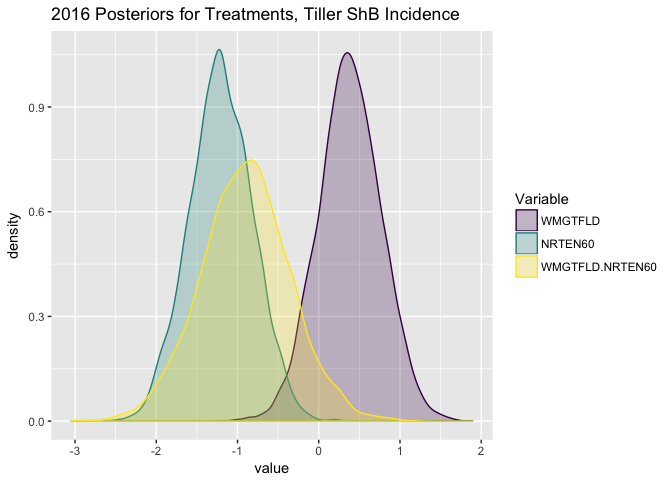 2016 Posteriors for Treatments, Tiller ShB Incidence
density
0.9
0.6
0.3
0.0
-3
-2
-1
0
1
2
value
Variable
WMGTFLD
NRTEN60
WMGTFLD.NRTEN60